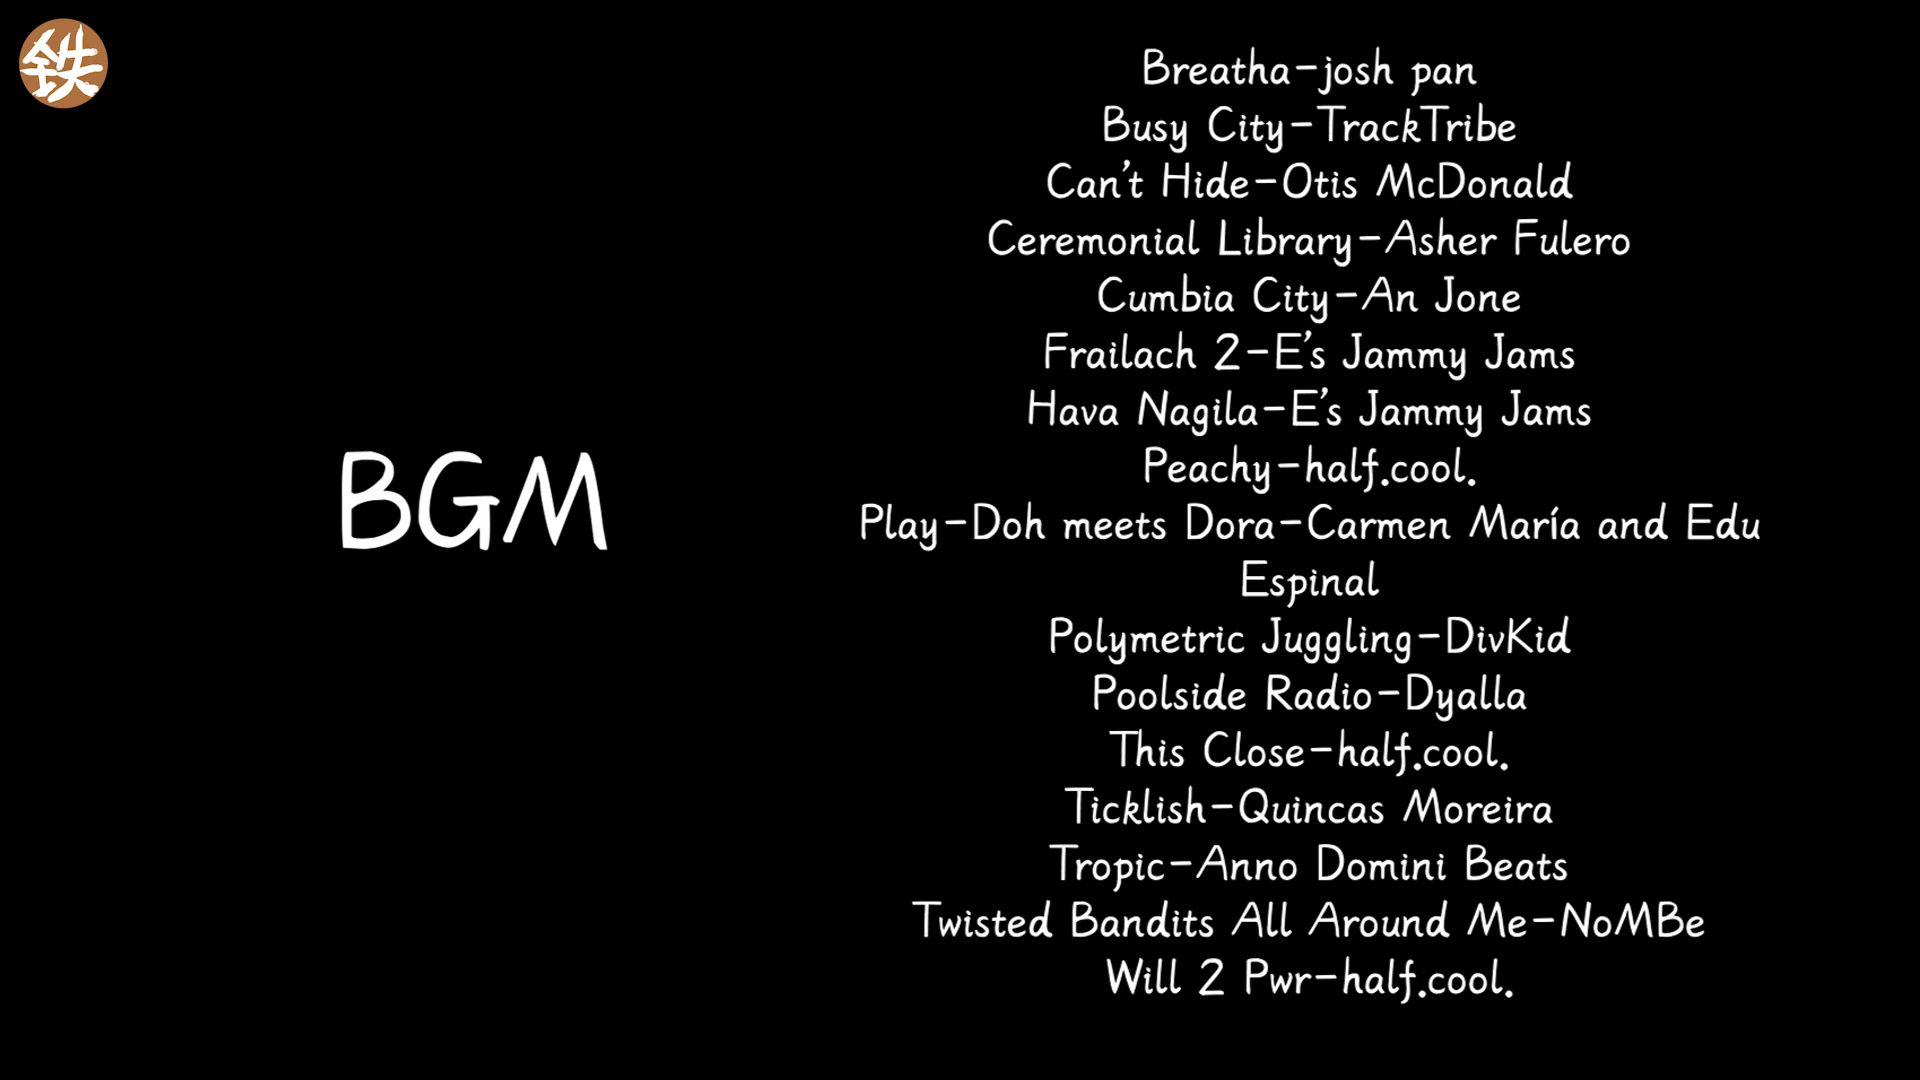 鉄
Breatha-josh pan
Busy City-TrackTribe
Can't Hide-Otis McDonald
Ceremonial Library-Asher Fulero
Cumbia City-An Jone
Frailach 2-E's Jammy Jams
Hava Nagila-E's Jammy Jams
BGM
Peachy-half.cool.
Play-Doh meets Dora-Carmen María and Edu
Espinal
Polymetric Juggling-DivKid
Poolside Radio-Dyalla
This Close-half.cool.
Ticklish-Quincas Moreira
Tropic-Anno Domini Beats
Twisted Bandits All Around Me-NoMBe
Will 2 Pwr-half.cool.